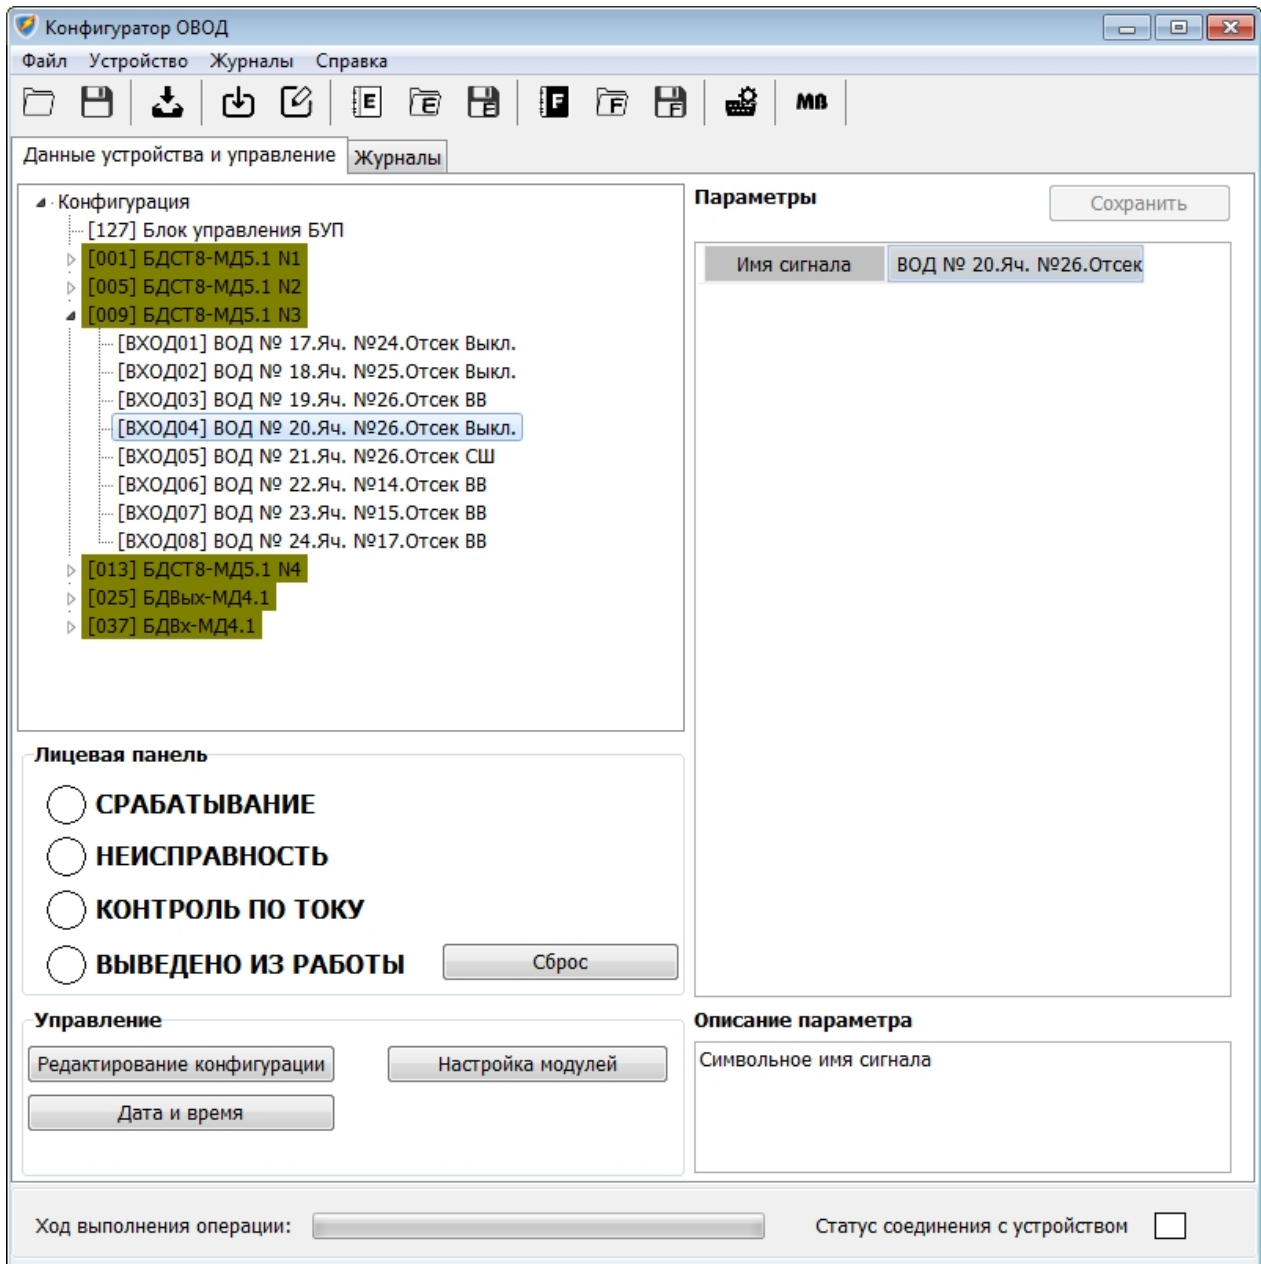 Конфигуратор ОВОД
Файл Устройство Журналы Справка
E E E F F F МВ
Данные устройства и управление Журналы
Конфигурация
[127] Блок управления БУП
[001] БДСТ8-МД5.1 N1
[005] БДСТ8-МД5.1 N2
[009] БДСТ8-МД5.1 N3
[ВХОД01] ВОД № 17.Яч. №24.Отсек Выкл.
[ВХОД02] ВОД № 18.Яч. №25.Отсек Выкл.
[ВХОД03] ВОД № 19.Яч. №26.Отсек ВВ
[ВХОД04] ВОД № 20.Яч. №26.Отсек Выкл.
[ВХОД05] ВОД № 21.Яч. №26.Отсек СШ
[ВХОД06] ВОД № 22.Яч. №14.Отсек ВВ
[ВХОД07] ВОД № 23.Яч. №15.Отсек ВВ
[ВХОД08] ВОД № 24.Яч. №17.Отсек ВВ
[013] БДСТ8-МД5.1 N4
[025] БДВых-МД4.1
[037] БДВх-МД4.1
Параметры Сохранить
Имя сигнала ВОД № 20.Яч. №26.Отсек
Лицевая панель
СРАБАТЫВАНИЕ
НЕИСПРАВНОСТЬ
КОНТРОЛЬ ПО ТОКУ
ВЫВЕДЕНО ИЗ РАБОТЫ Сброс
Управление
Редактирование конфигурации Настройка модулей
Дата и время
Описание параметра
Символьное имя сигнала
Ход выполнения операции: Статус соединения с устройством